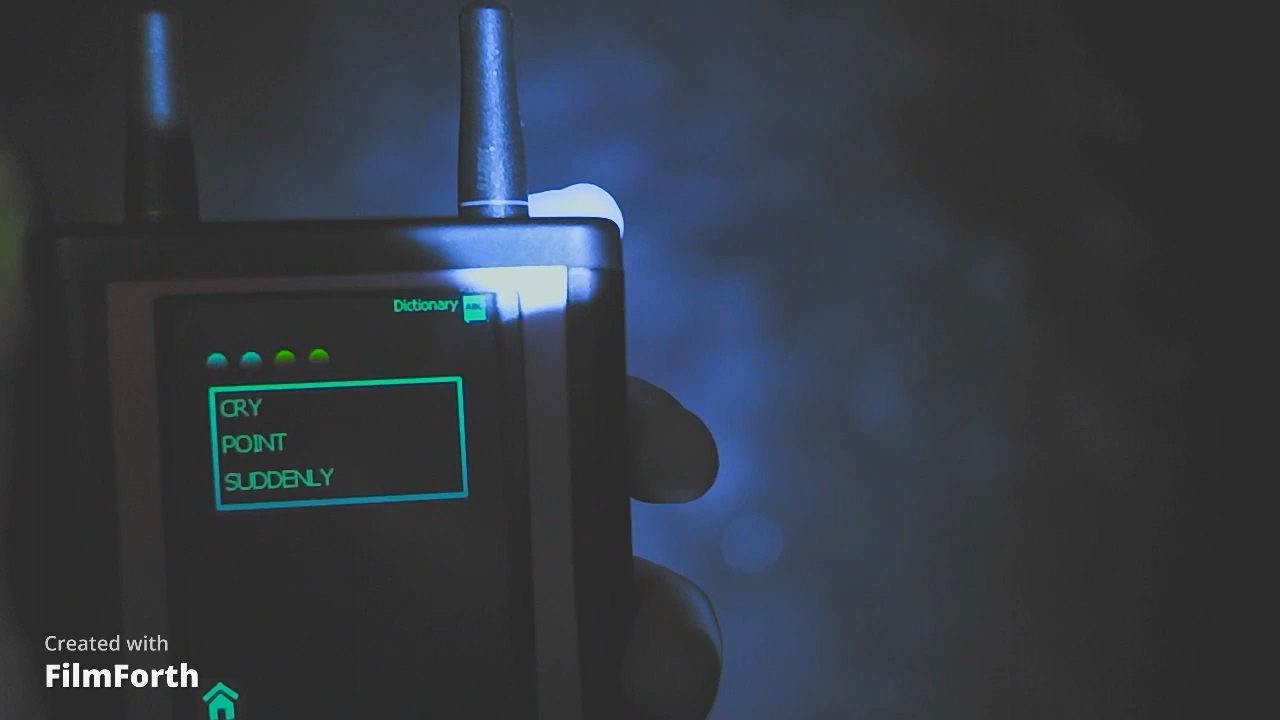 Dictionary
CRY
POINT
SUDDENLY
Created with
FilmForth